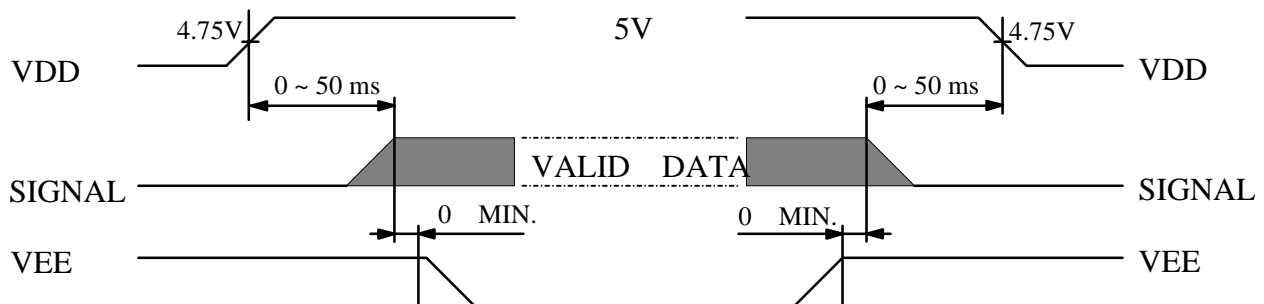 4.75V 5V 4.75V
VDD VDD
0 ~ 50 ms 0 ~ 50 ms
VALID DATA
SIGNAL SIGNAL
0 MIN. 0 MIN.
VEE VEE